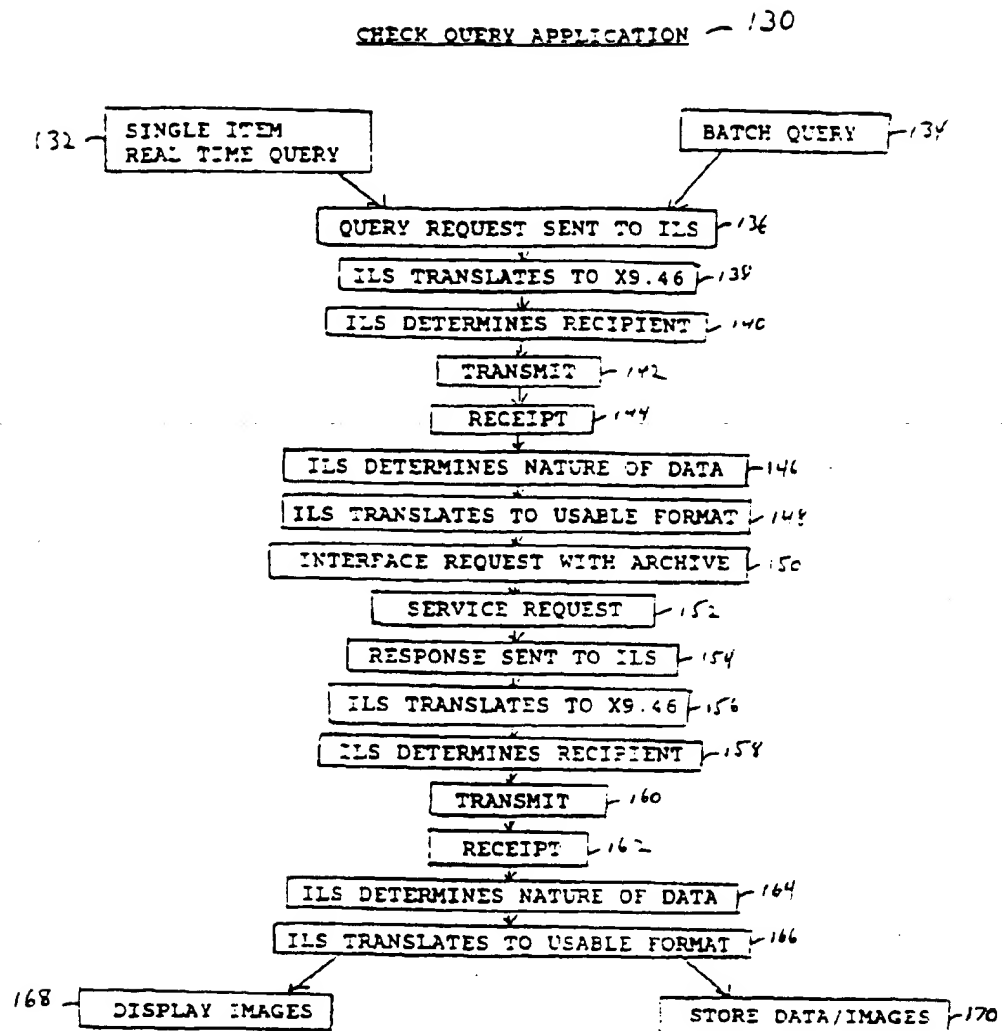 CHECK QUERY APPLICATION 130
132 SINGLE ITEM
REAL TIME QUERY
BATCH QUERY 134
QUERY REQUEST SENT TO ILS 136
ILS TRANSLATES TO X9.46 138
ILS DETERMINES RECIPIENT 140
TRANSMIT 142
RECEIPT 144
ILS DETERMINES NATURE OF DATA 146
ILS TRANSLATES TO USABLE FORMAT 148
INTERFACE REQUEST WITH ARCHIVE 150
SERVICE REQUEST 152
RESPONSE SENT TO ILS 154
ILS TRANSLATES TO X9.46 156
ILS DETERMINES RECIPIENT 158
TRANSMIT 160
RECEIPT 162
ILS DETERMINES NATURE OF DATA 164
ILS TRANSLATES TO USABLE FORMAT 166
168 DISPLAY IMAGES
STORE DATA/IMAGES 170